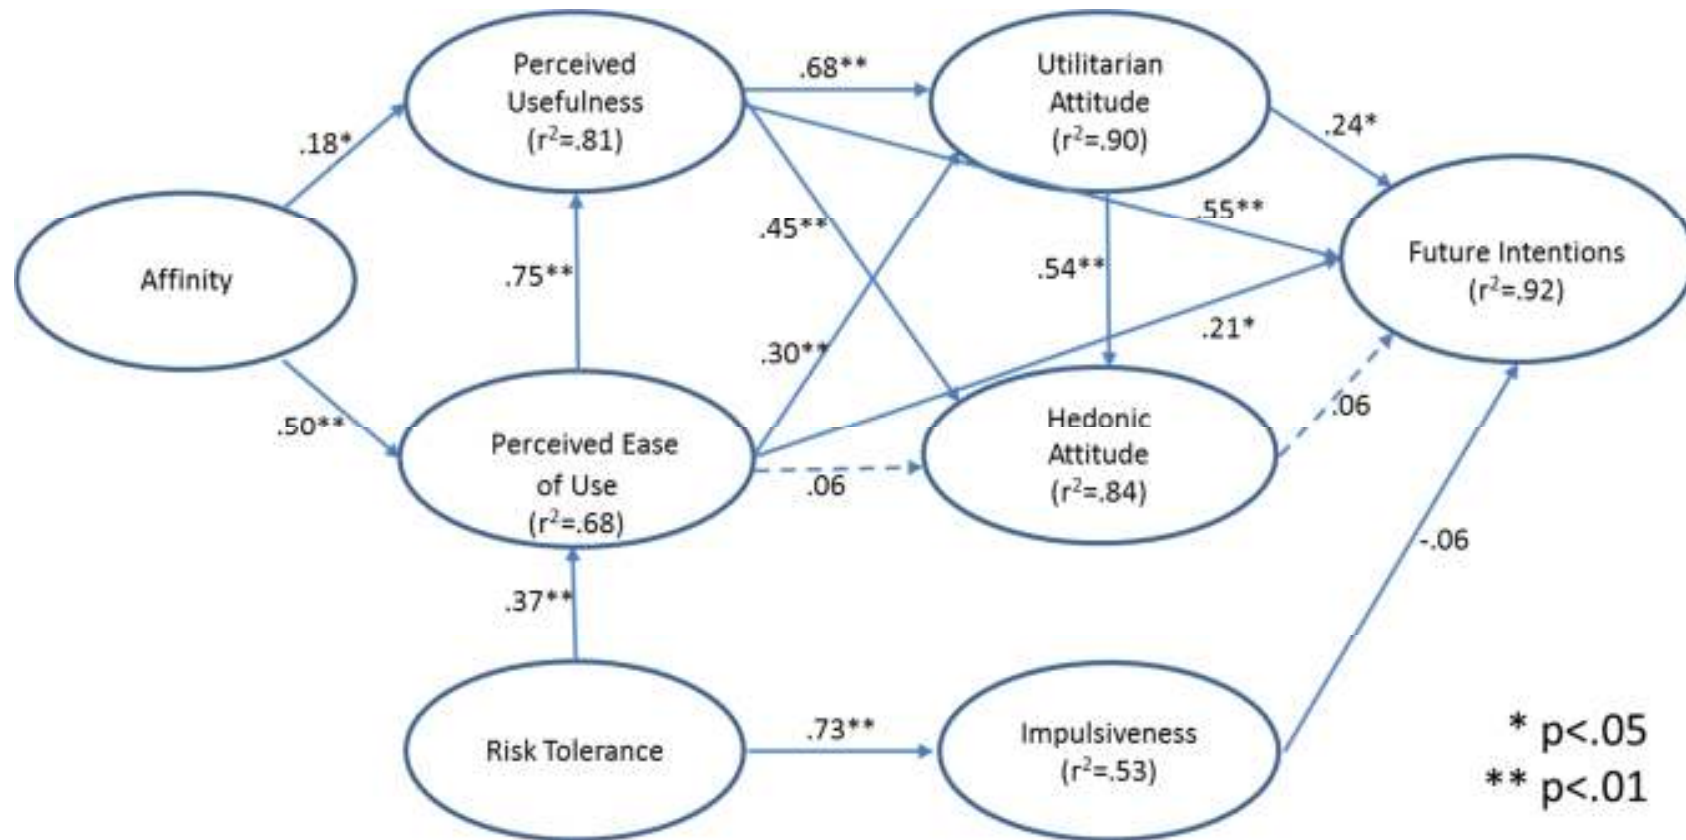 Perceived
Usefulness
(r²=.81)
Utilitarian
Attitude
(r²=.90)
.68**
.24*
.18*
.55**
.45**
Affinity
.75**
.54**
Future Intentions
(r²=.92)
.21*
.30**
.50**
Perceived Ease
of Use
(r²=.68)
.06
Hedonic
Attitude
(r²=.84)
.06
-.06
.37**
Risk Tolerance
.73**
Impulsiveness
(r²=.53)
* p<.05
** p<.01